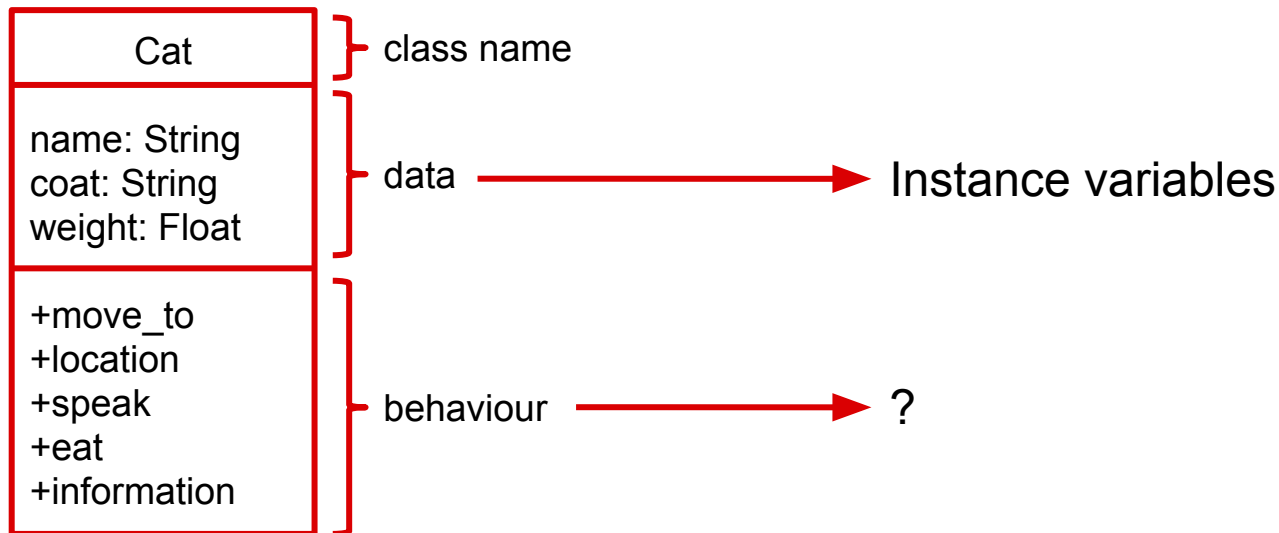 Cat
class name
name: String
coat: String
weight: Float
data
Instance variables
+move_to
+location
+speak
+eat
+information
behaviour
?